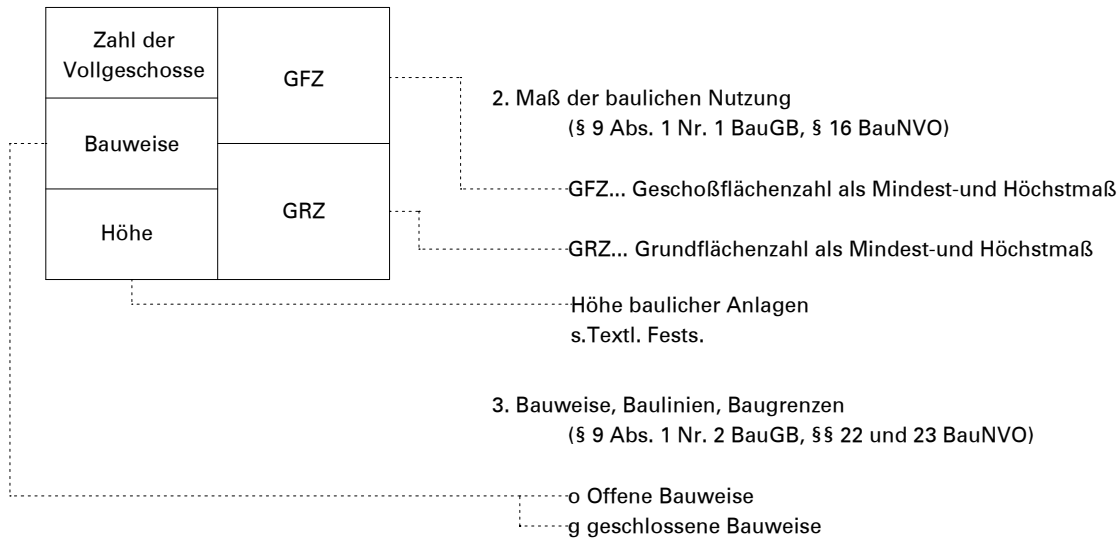 Zahl der
Vollgeschosse
GFZ
Bauweise
GRZ
Höhe
2. Maß der baulichen Nutzung
(§ 9 Abs. 1 Nr. 1 BauGB, § 16 BauNVO)
GFZ... Geschoßflächenzahl als Mindest-und Höchstmaß
GRZ... Grundflächenzahl als Mindest-und Höchstmaß
Höhe baulicher Anlagen
s.Textl. Fests.
3. Bauweise, Baulinien, Baugrenzen
(§ 9 Abs. 1 Nr. 2 BauGB, §§ 22 und 23 BauNVO)
o Offene Bauweise
g geschlossene Bauweise